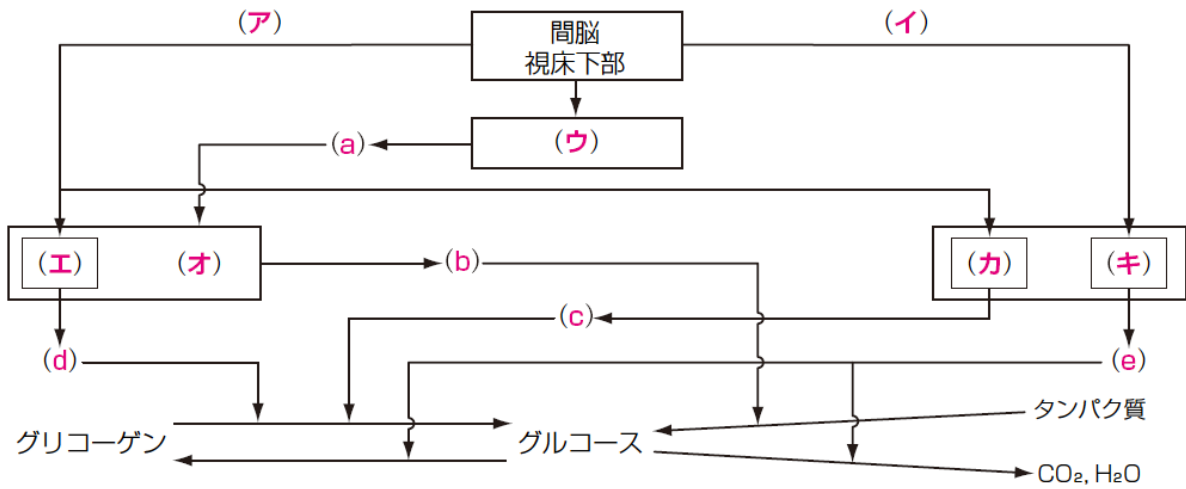 (ア)
間脳
視床下部
(イ)
(a)
(ウ)
(エ)
(オ)
(b)
(カ)
(キ)
(c)
(d)
(e)
タンパク質
グリコーゲン
グルコース
CO₂, H₂O